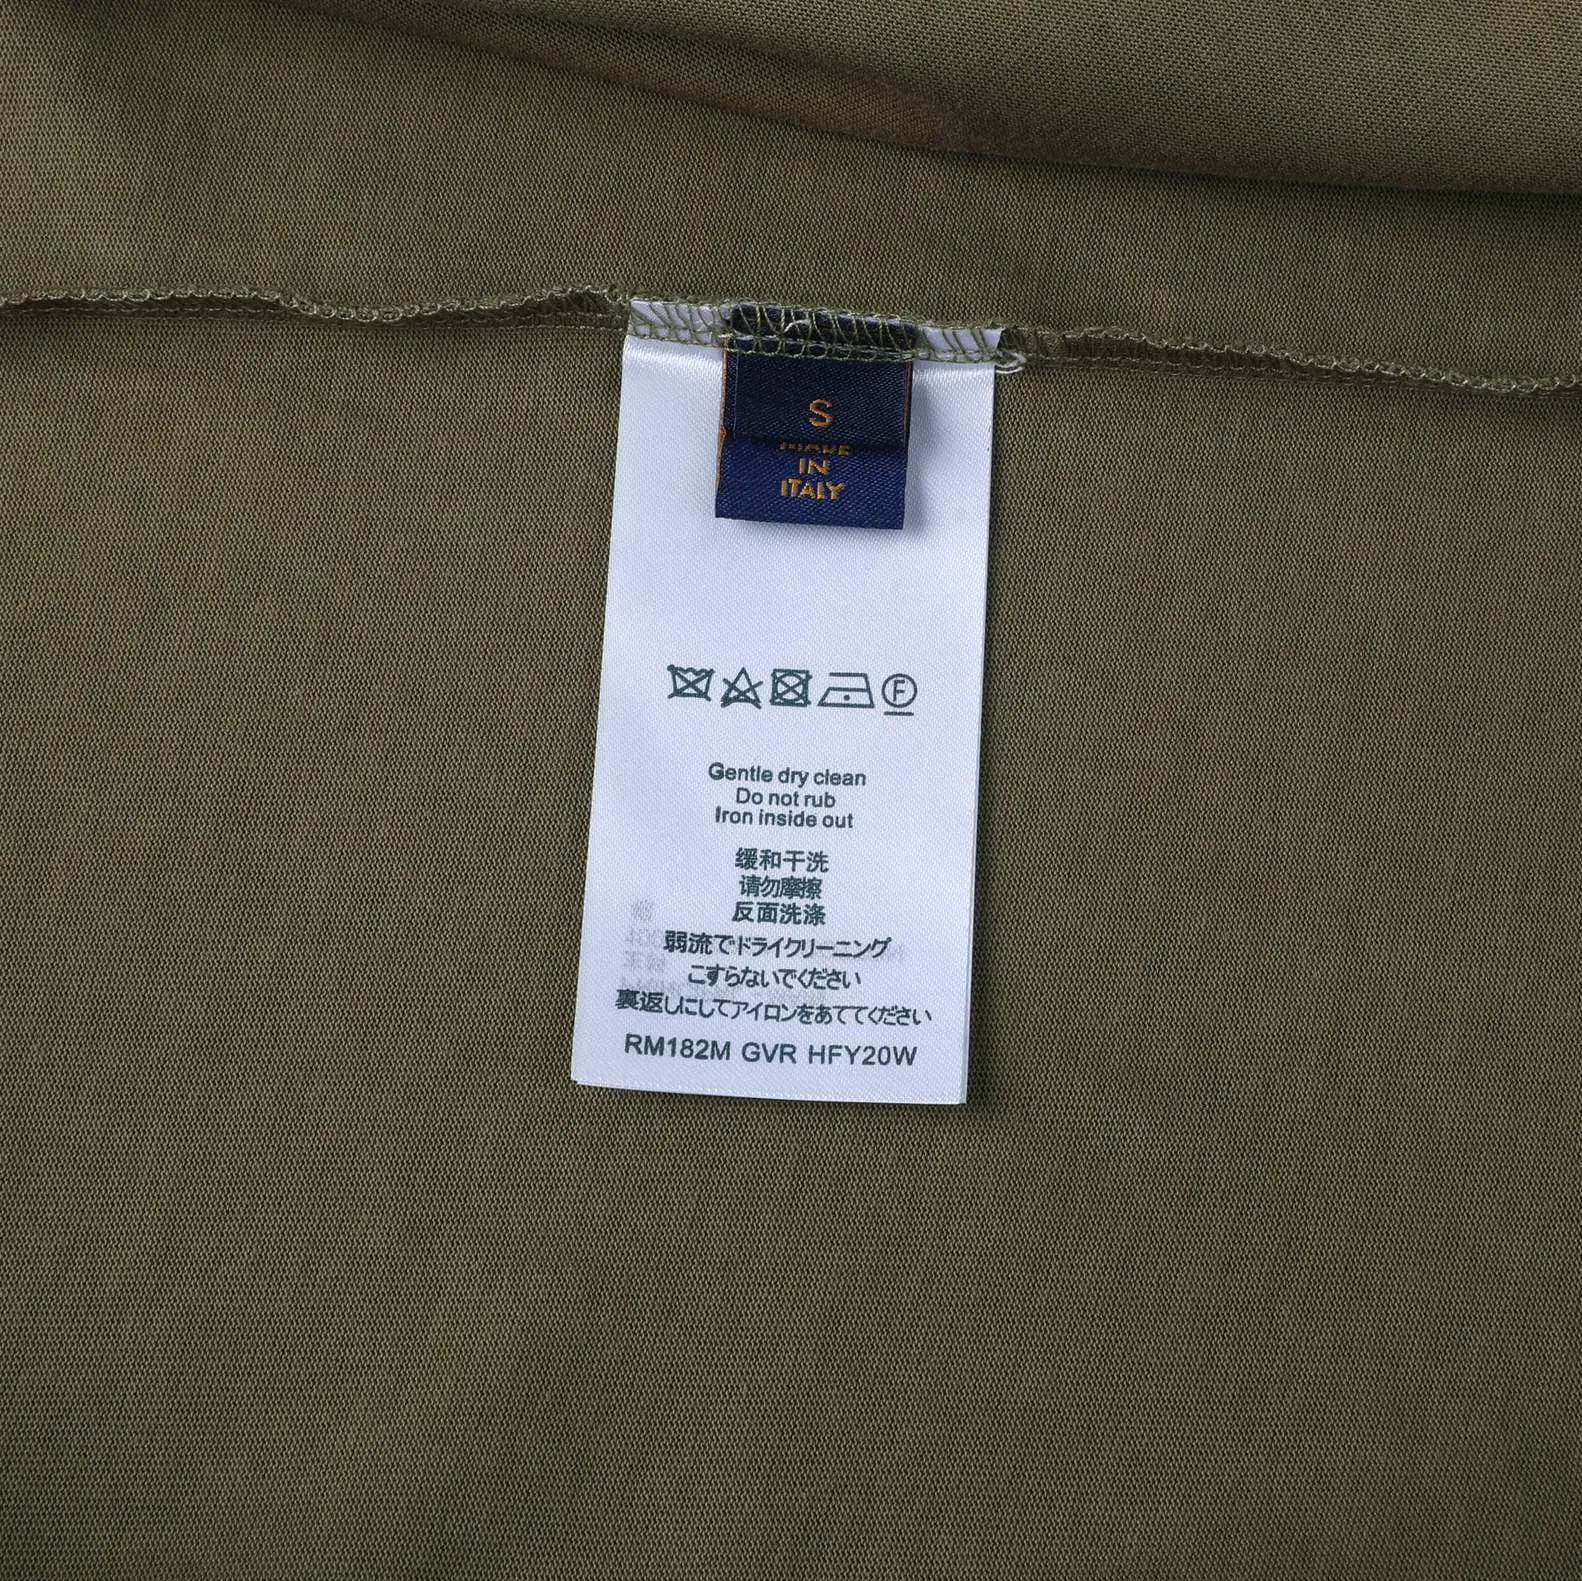 S
MADE
IN
ITALY
F
Gentle dry clean
Do not rub
Iron inside out
缓和干洗
请勿摩擦
反面洗涤
弱流でドライクリーニング
こすらないでください
裏返しにしてアイロンをあててください
RM182M GVR HFY20W